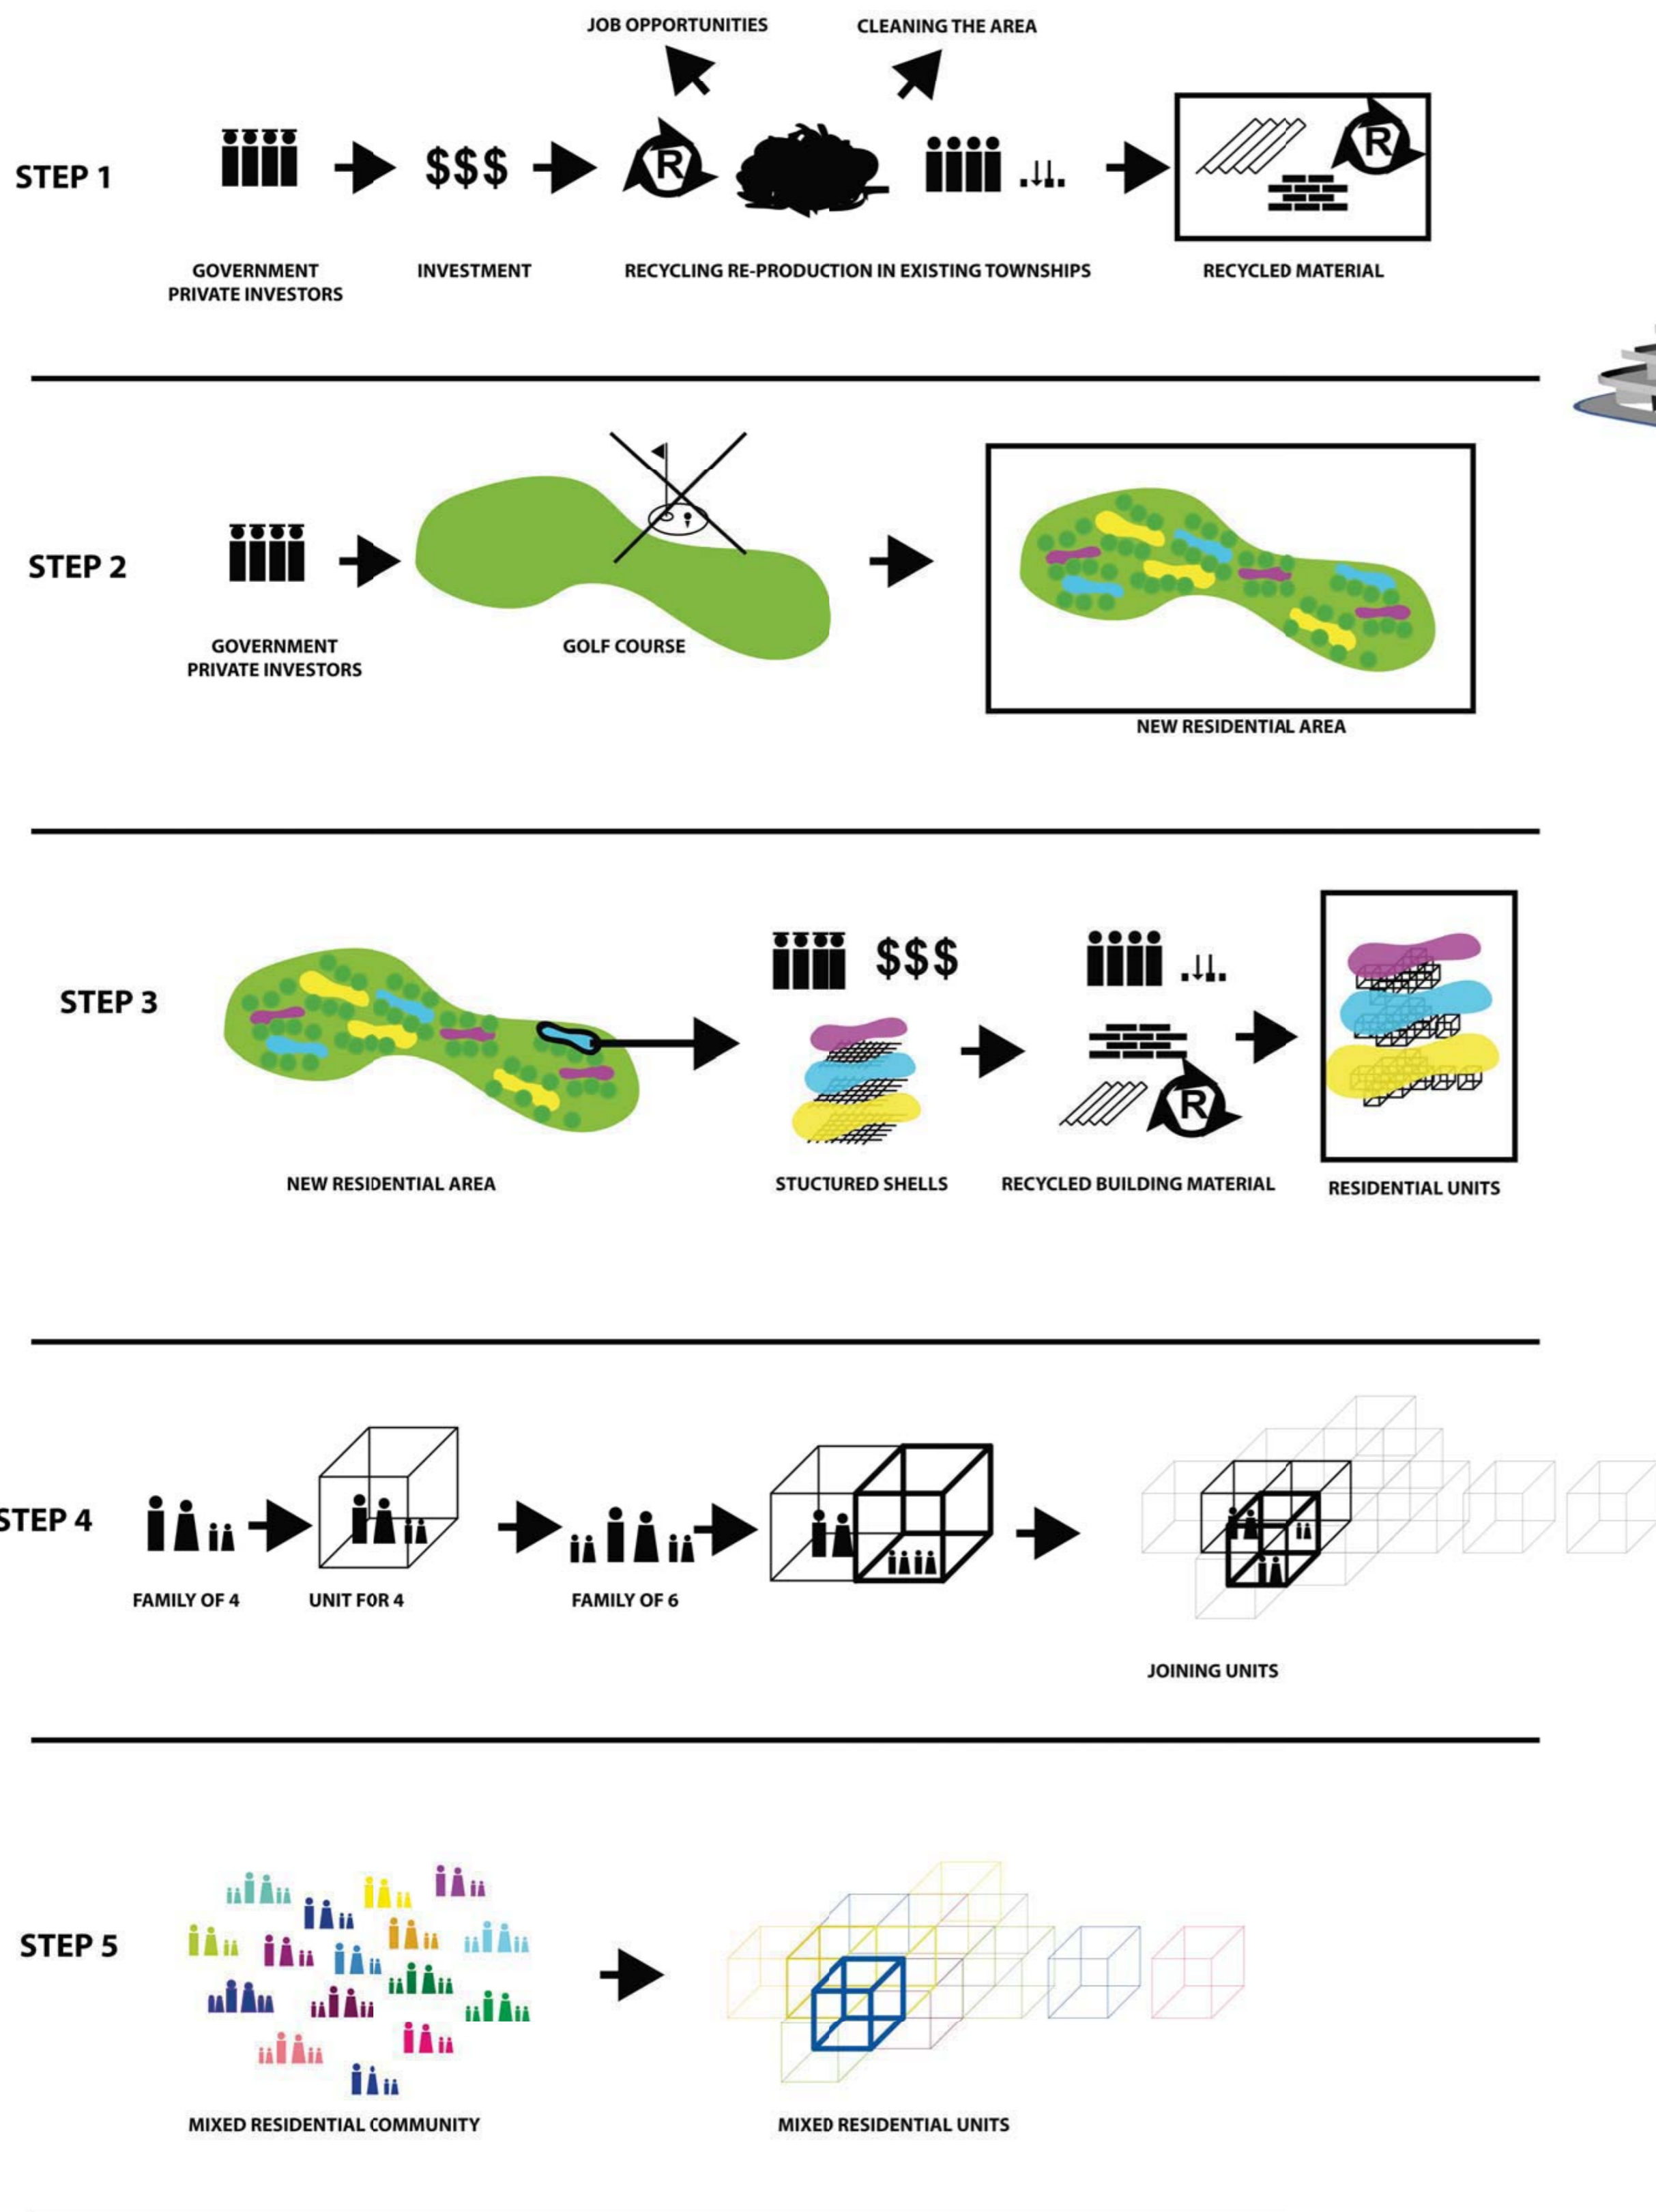 JOB OPPORTUNITIES
CLEANING THE AREA
STEP 1
$$$
R
R
GOVERNMENT
PRIVATE INVESTORS
INVESTMENT
RECYCLING RE-PRODUCTION IN EXISTING TOWNSHIPS
RECYCLED MATERIAL
STEP 2
GOVERNMENT
PRIVATE INVESTORS
GOLF COURSE
NEW RESIDENTIAL AREA
STEP 3
$$$
R
NEW RESIDENTIAL AREA
STUCTURED SHELLS
RECYCLED BUILDING MATERIAL
RESIDENTIAL UNITS
STEP 4
FAMILY OF 4
UNIT FOR 4
FAMILY OF 6
JOINING UNITS
STEP 5
MIXED RESIDENTIAL COMMUNITY
MIXED RESIDENTIAL UNITS